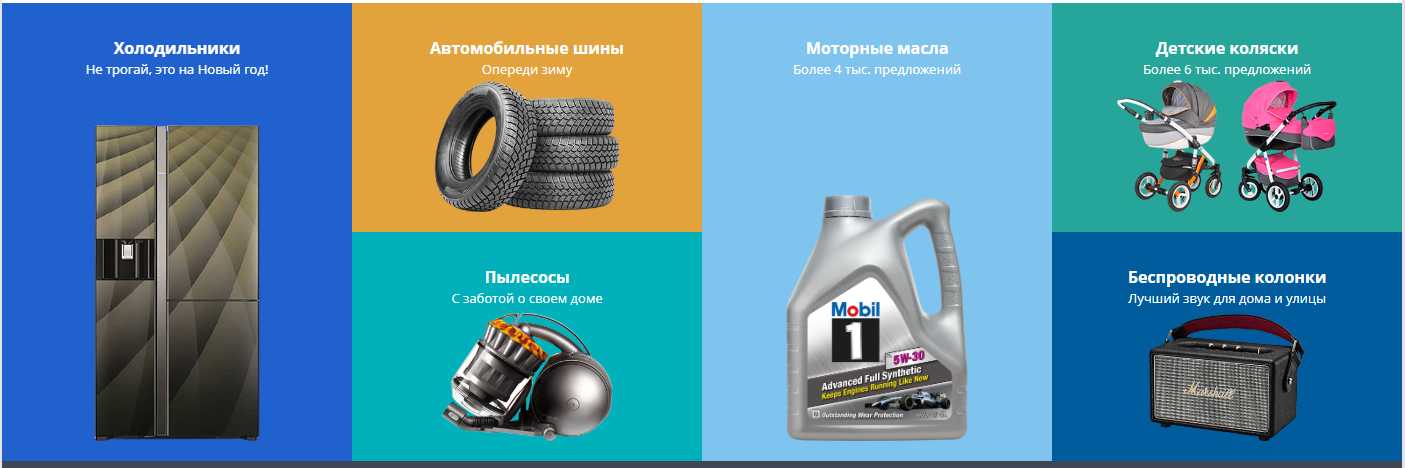 Холодильники
Не трогай, это на Новый год!
Автомобильные шины
Опереди зиму
Моторные масла
Более 4 тыс. предложений
Детские коляски
Более 6 тыс. предложений
Пылесосы
С заботой о своем доме
Mobil
1
5W-30
Advanced Full Synthetic
Keeps Engines Running Like New
Outstanding Wear Protection
Беспроводные колонки
Лучший звук для дома и улицы
Marshall